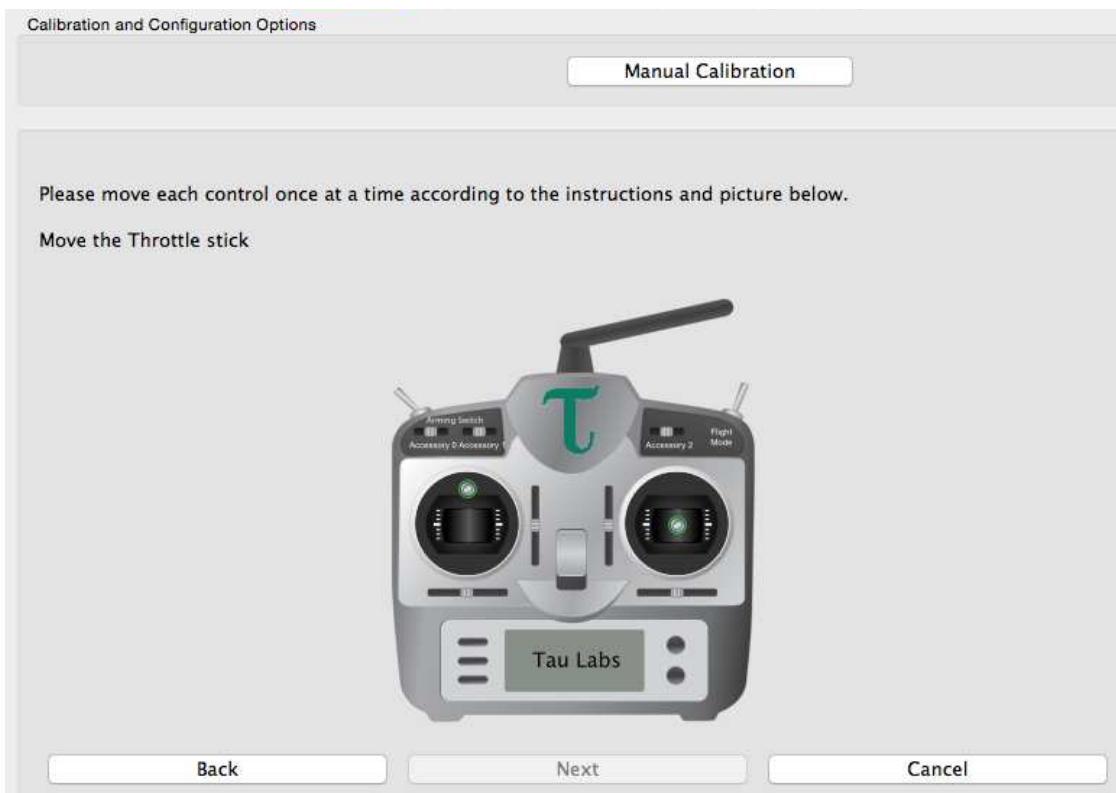 Calibration and Configuration Options
Manual Calibration
Please move each control once at a time according to the instructions and picture below.
Move the Throttle stick
τ
Arming Switch
Accessory 0 Accessory 1
Accessory 2
Flight
Mode
Tau Labs
Back Next Cancel